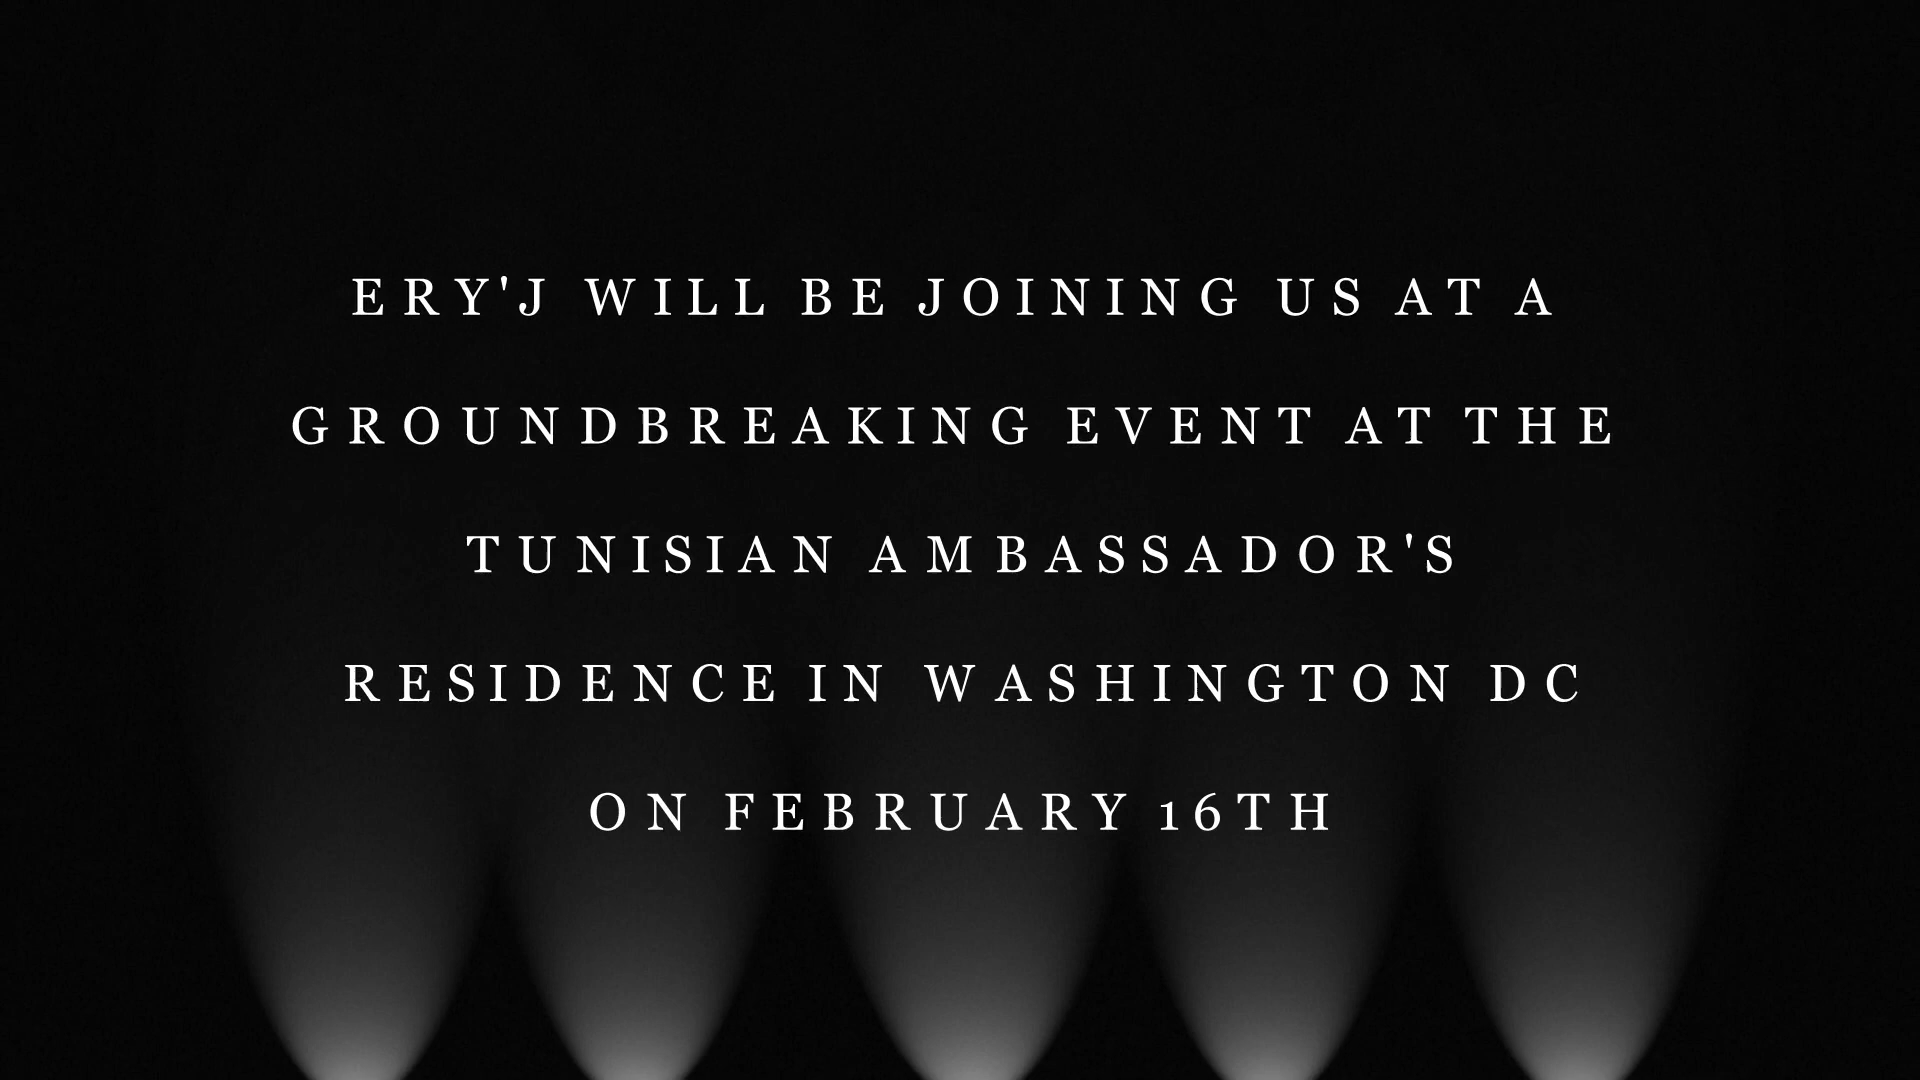 ERY'J WILL BE JOINING US AT A
GROUNDBREAKING EVENT AT THE
TUNISIAN AMBASSADOR'S
RESIDENCE IN WASHINGTON DC
ON FEBRUARY 16TH